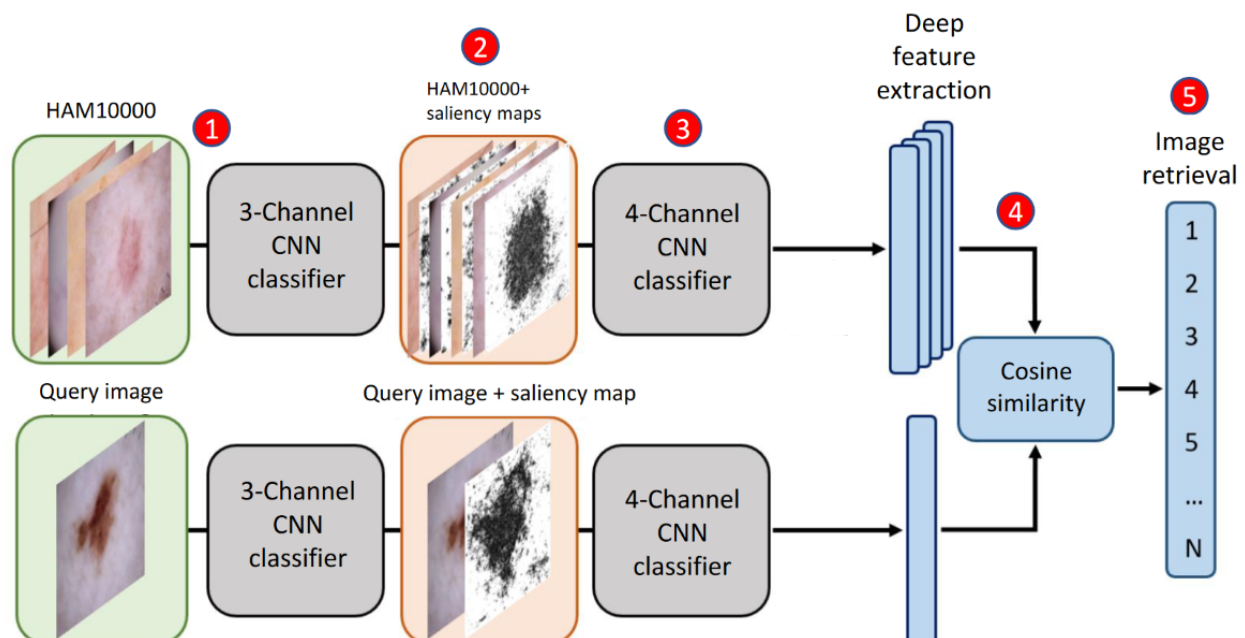 2
Deep
feature
extraction
5
HAM10000
1
HAM10000+
saliency maps
3
Image
retrieval
3-Channel
CNN
classifier
4-Channel
CNN
classifier
4
1
2
3
4
5
...
N
Cosine
similarity
Query image
Query image + saliency map
3-Channel
CNN
classifier
4-Channel
CNN
classifier